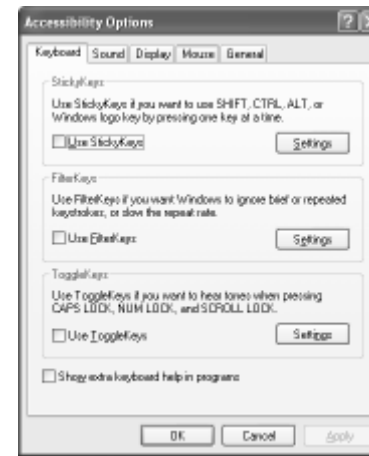 Accessibility Options
Keyboard Sound Display Mouse General
StickyKeys
Use StickyKeys if you want to use SHIFT, CTRL, ALT, or
Windows logo key by pressing one key at a time.
Use StickyKeys
Settings
FilterKeys
Use FilterKeys if you want Windows to ignore brief or repeated
keystrokes, or slow the repeat rate.
Use FilterKeys
Settings
ToggleKeys
Use ToggleKeys if you want to hear tones when pressing
CAPS LOCK, NUM LOCK, and SCROLL LOCK.
Use ToggleKeys
Settings
Show extra keyboard help in programs
OK Cancel Apply